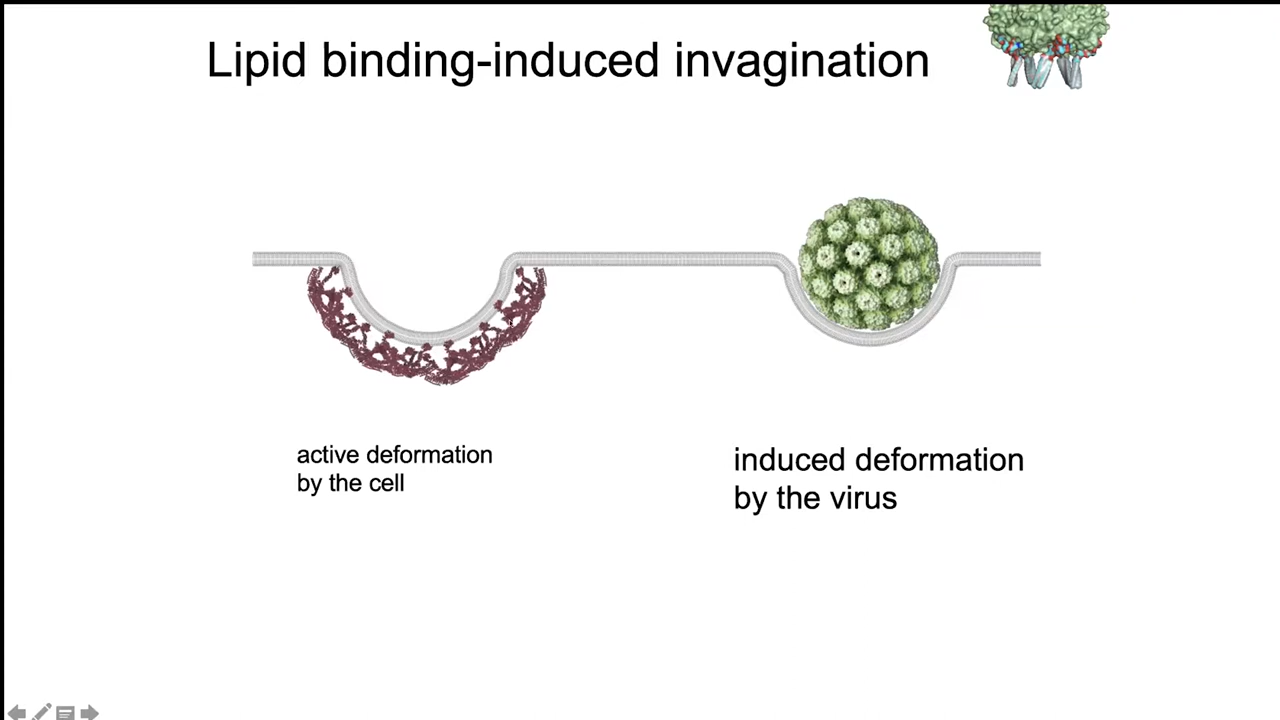 Lipid binding-induced invagination
active deformation
by the cell
induced deformation
by the virus